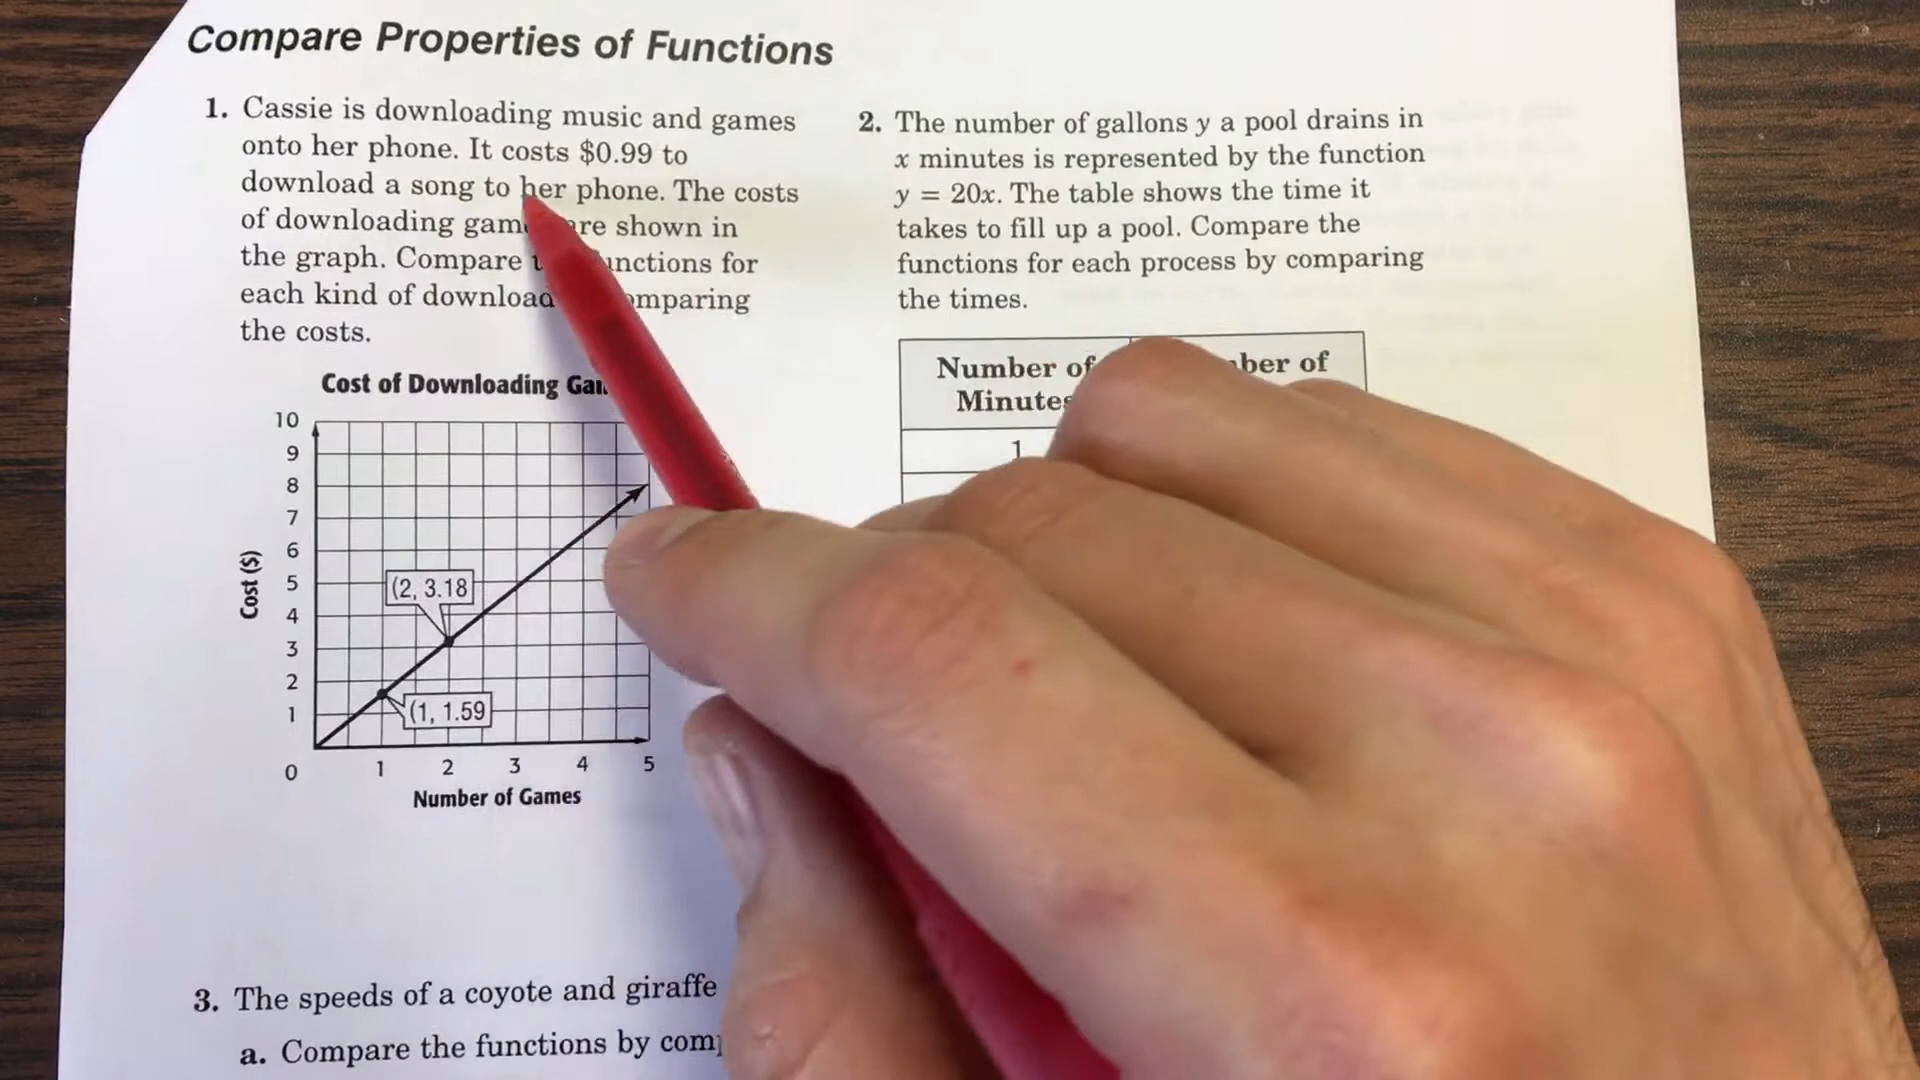 Compare Properties of Functions
1. Cassie is downloading music and games
onto her phone. It costs $0.99 to
download a song to her phone. The costs
of downloading shown in
the graph. Compare for
each kind of
the costs.
Cost of Downloading
10
9
8
7
6
5
4
3
2
1
0
Cost ($)
(2, 3.18
(1, 1.59
1 2 3 4 5
Number of Games
2. The number of gallons y a pool drains in
x minutes is represented by the function
y = 20x. The table shows the time it
takes to fill up a pool. Compare the
functions for each process by comparing
the times.
Number of of
Minutes
1
3. The speeds of a coyote and giraffe
a. Compare the functions by